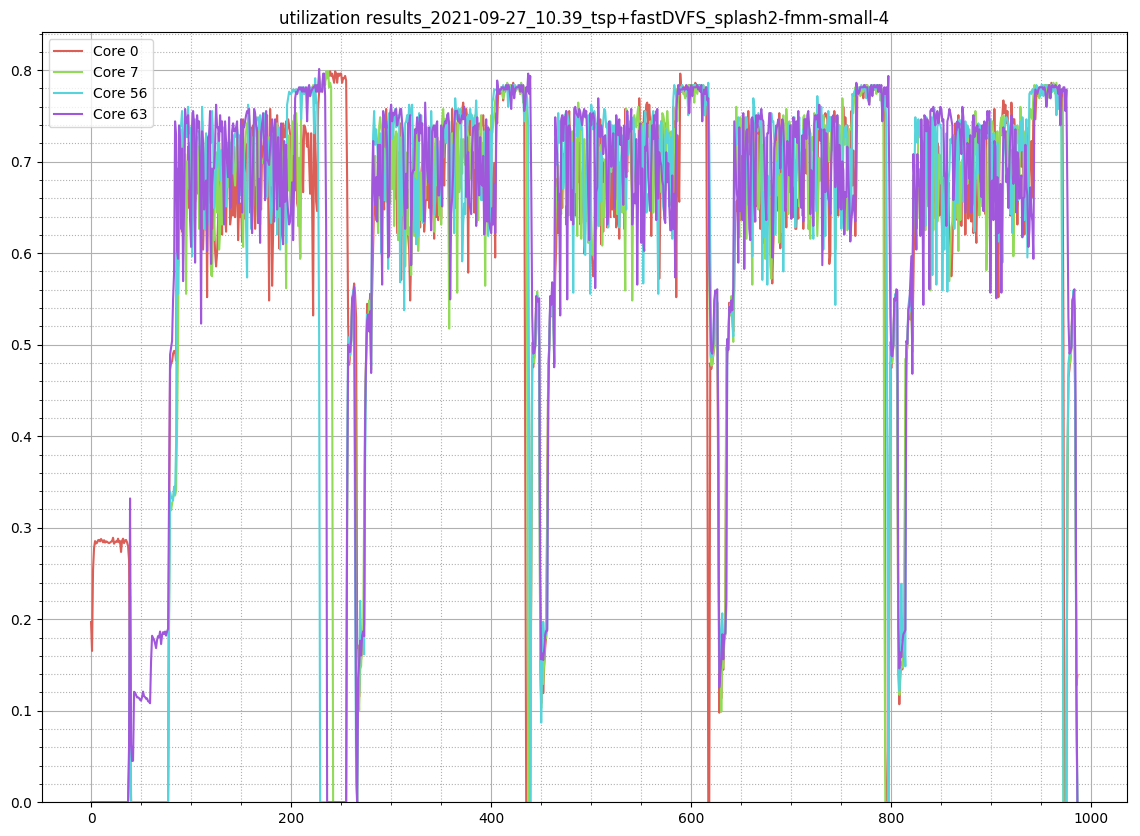 utilization results_2021-09-27_10.39_tsp+fastDVFS_splash2-fmm-small-4
Core 0
Core 7
Core 56
Core 63
0.8
0.7
0.6
0.5
0.4
0.3
0.2
0.1
0.0
0 200 400 600 800 1000